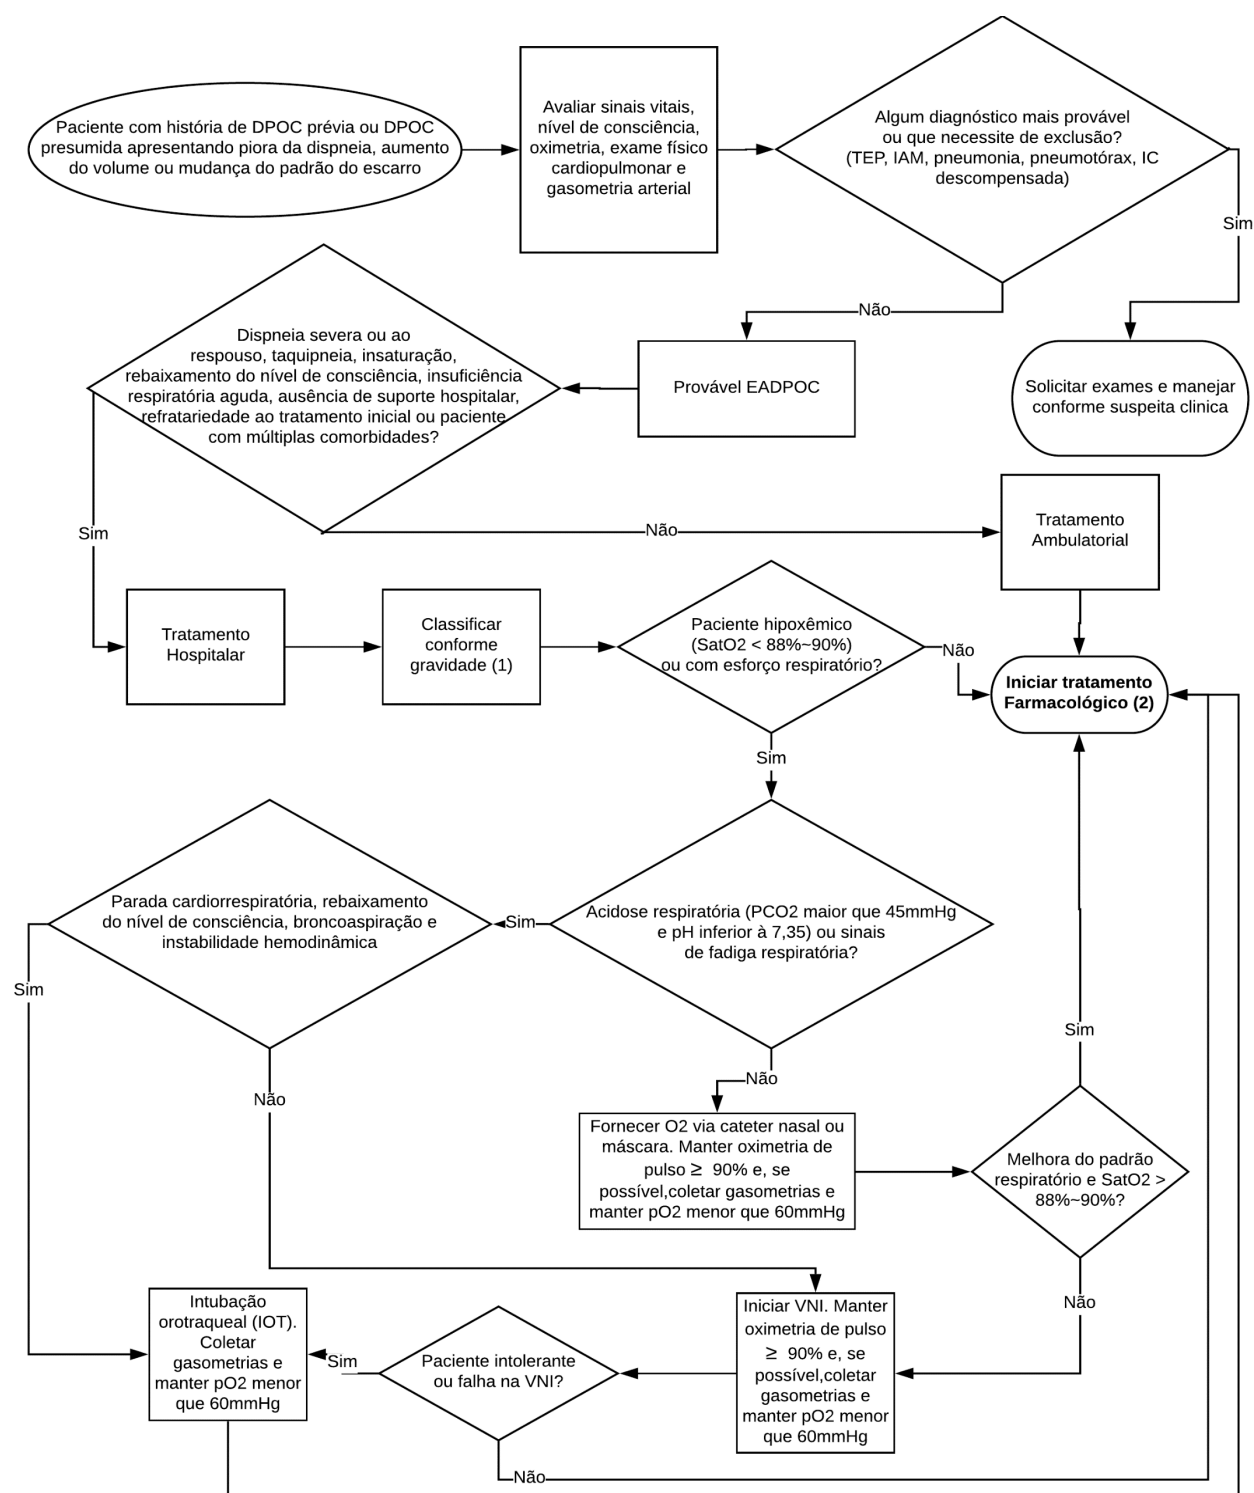 Paciente com história de DPOC prévia ou DPOC
presumida apresentando piora da dispneia, aumento
do volume ou mudança do padrão do escarro
Avaliar sinais vitais,
nível de consciência,
oximetria, exame físico
cardiopulmonar e
gasometria arterial
Algum diagnóstico mais provável
ou que necessite de exclusão?
(TEP, IAM, pneumonia, pneumotórax, IC
descompensada)
Sim
Não
Solicitar exames e manejar
conforme suspeita clinica
Provável EADPOC
Dispneia severa ou ao
respouso, taquipneia, insaturação,
rebaixamento do nível de consciência, insuficiência
respiratória aguda, ausência de suporte hospitalar,
refratariedade ao tratamento inicial ou paciente
com múltiplas comorbidades?
Sim
Não
Tratamento
Ambulatorial
Tratamento
Hospitalar
Classificar
conforme
gravidade (1)
Paciente hipoxêmico
(SatO2 < 88%~90%)
ou com esforço respiratório?
Não
Iniciar tratamento
Farmacológico (2)
Sim
Acidose respiratória (PCO2 maior que 45mmHg
e pH inferior à 7,35) ou sinais
de fadiga respiratória?
Sim
Parada cardiorrespiratória, rebaixamento
do nível de consciência, broncoaspiração e
instabilidade hemodinâmica
Sim
Não
Não
Fornecer O2 via cateter nasal ou
máscara. Manter oximetria de
pulso ≥ 90% e, se
possível,coletar gasometrias e
manter pO2 menor que 60mmHg
Melhora do padrão
respiratório e SatO2 >
88%~90%?
Sim
Não
Iniciar VNI. Manter
oximetria de pulso
≥ 90% e, se
possível,coletar
gasometrias e
manter pO2 menor
que 60mmHg
Paciente intolerante
ou falha na VNI?
Sim
Não
Intubação
orotraqueal (IOT).
Coletar
gasometrias e
manter pO2 menor
que 60mmHg